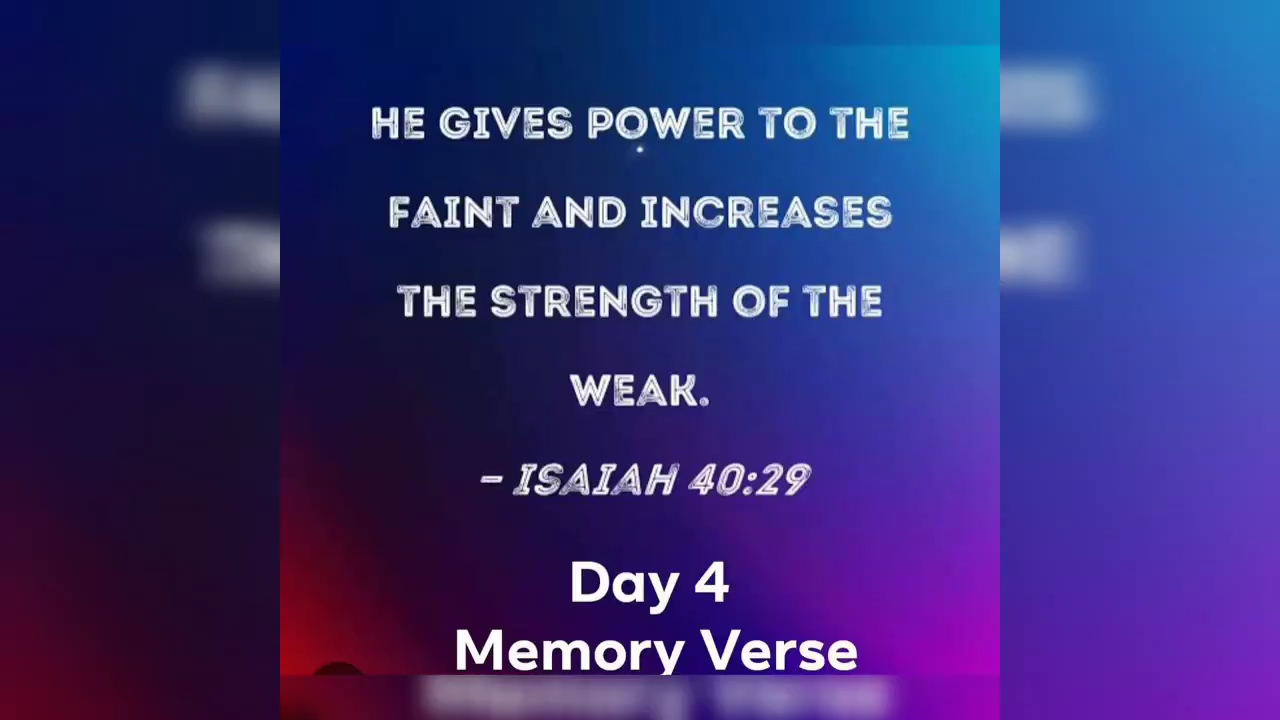 HE GIVES POWER TO THE
FAINT AND INCREASES
THE STRENGTH OF THE
WEAK.
– ISAIAH 40:29
Day 4
Memory Verse